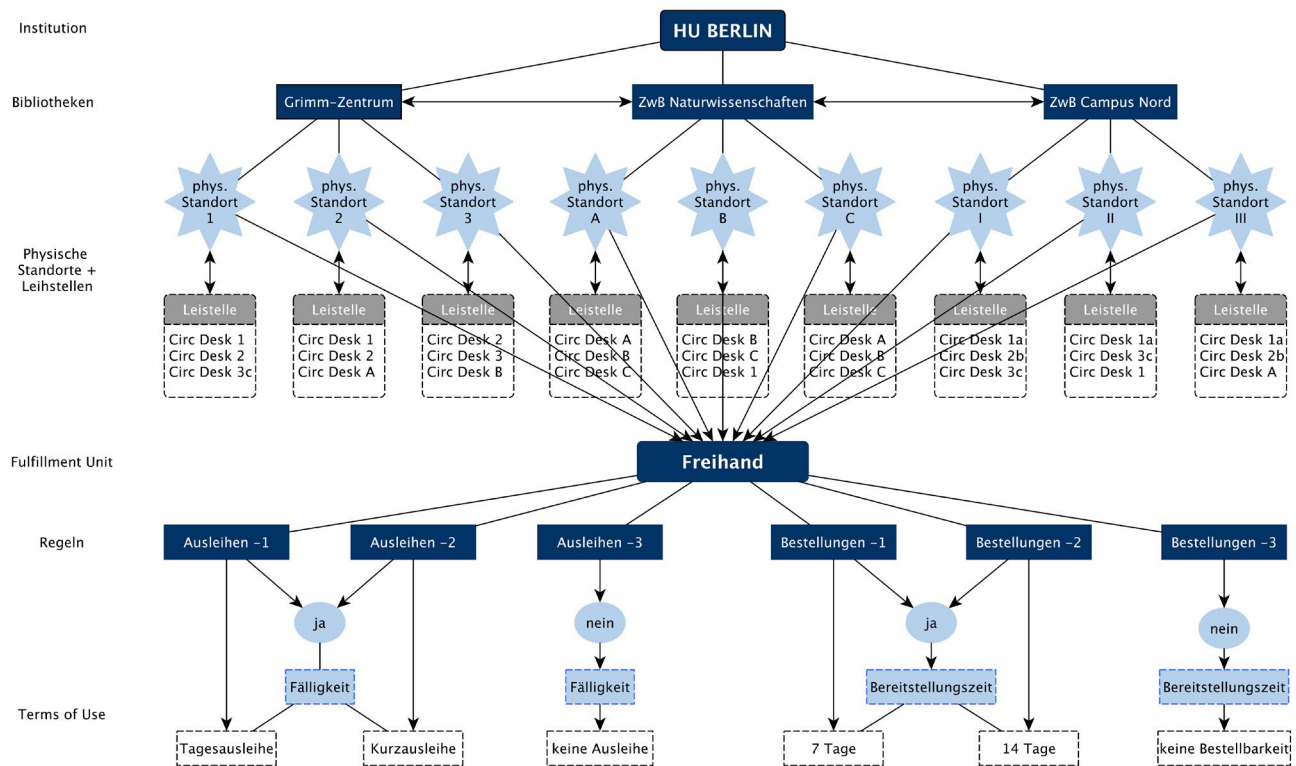 Institution
HU BERLIN
Bibliotheken
Grimm-Zentrum
ZwB Naturwissenschaften
ZwB Campus Nord
phys.
Standort
1
phys.
Standort
2
phys.
Standort
3
phys.
Standort
A
phys.
Standort
B
phys.
Standort
C
phys.
Standort
I
phys.
Standort
II
phys.
Standort
III
Physische
Standorte +
Leihstellen
Leistelle
Circ Desk 1
Circ Desk 2
Circ Desk 3c
Leistelle
Circ Desk 1
Circ Desk 2
Circ Desk A
Leistelle
Circ Desk 2
Circ Desk 3
Circ Desk B
Leistelle
Circ Desk A
Circ Desk B
Circ Desk C
Leistelle
Circ Desk B
Circ Desk C
Circ Desk 1
Leistelle
Circ Desk A
Circ Desk B
Circ Desk C
Leistelle
Circ Desk 1a
Circ Desk 2b
Circ Desk 3c
Leistelle
Circ Desk 1a
Circ Desk 3c
Circ Desk 1
Leistelle
Circ Desk 1a
Circ Desk 2b
Circ Desk A
Fulfillment Unit
Freihand
Regeln
Ausleihen -1
Ausleihen -2
Ausleihen -3
Bestellungen -1
Bestellungen -2
Bestellungen -3
ja
nein
ja
nein
Fälligkeit
Fälligkeit
Bereitstellungszeit
Bereitstellungszeit
Terms of Use
Tagesausleihe
Kurzausleihe
keine Ausleihe
7 Tage
14 Tage
keine Bestellbarkeit